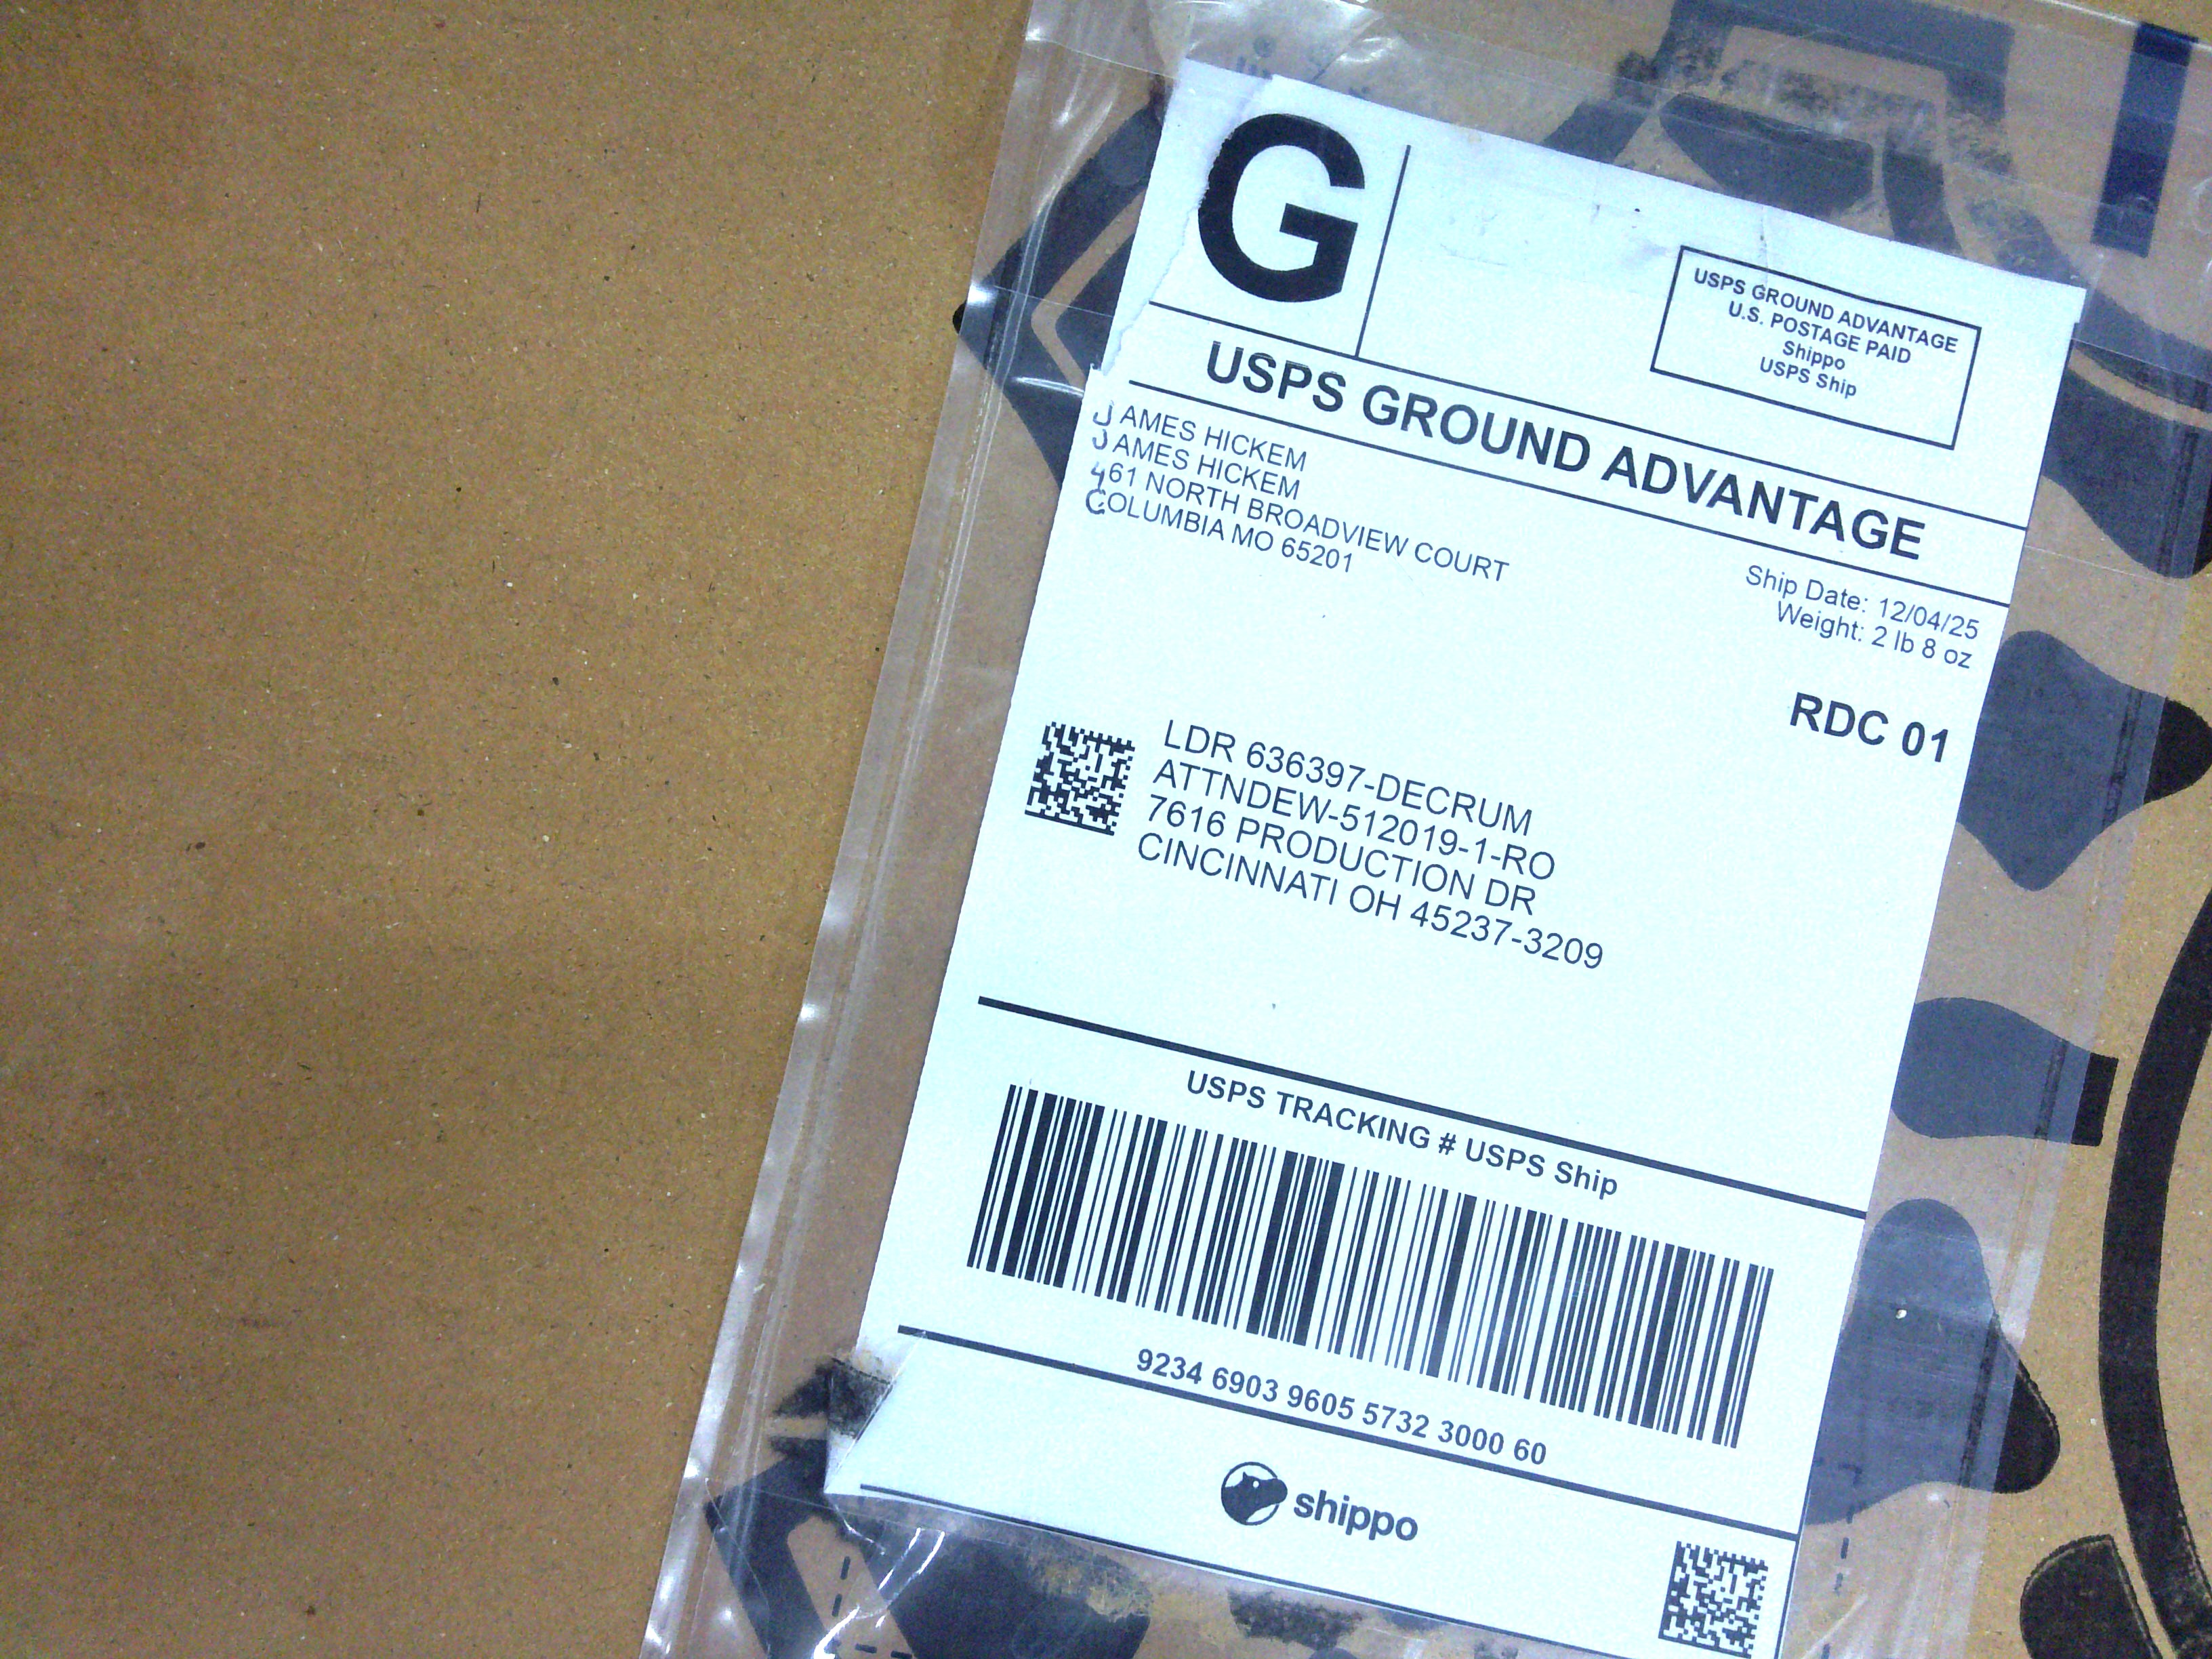 G
USPS GROUND ADVANTAGE
U.S. POSTAGE PAID
Shippo
USPS Ship
USPS GROUND ADVANTAGE
JAMES HICKEM
JAMES HICKEM
461 NORTH BROADVIEW COURT
COLUMBIA MO 65201
Ship Date: 12/04/25
Weight: 2 lb 8 oz
RDC 01
LDR 636397-DECRUM
ATTNDEW-512019-1-RO
7616 PRODUCTION DR
CINCINNATI OH 45237-3209
USPS TRACKING # USPS Ship
9234 6903 9605 5732 3000 60
shippo